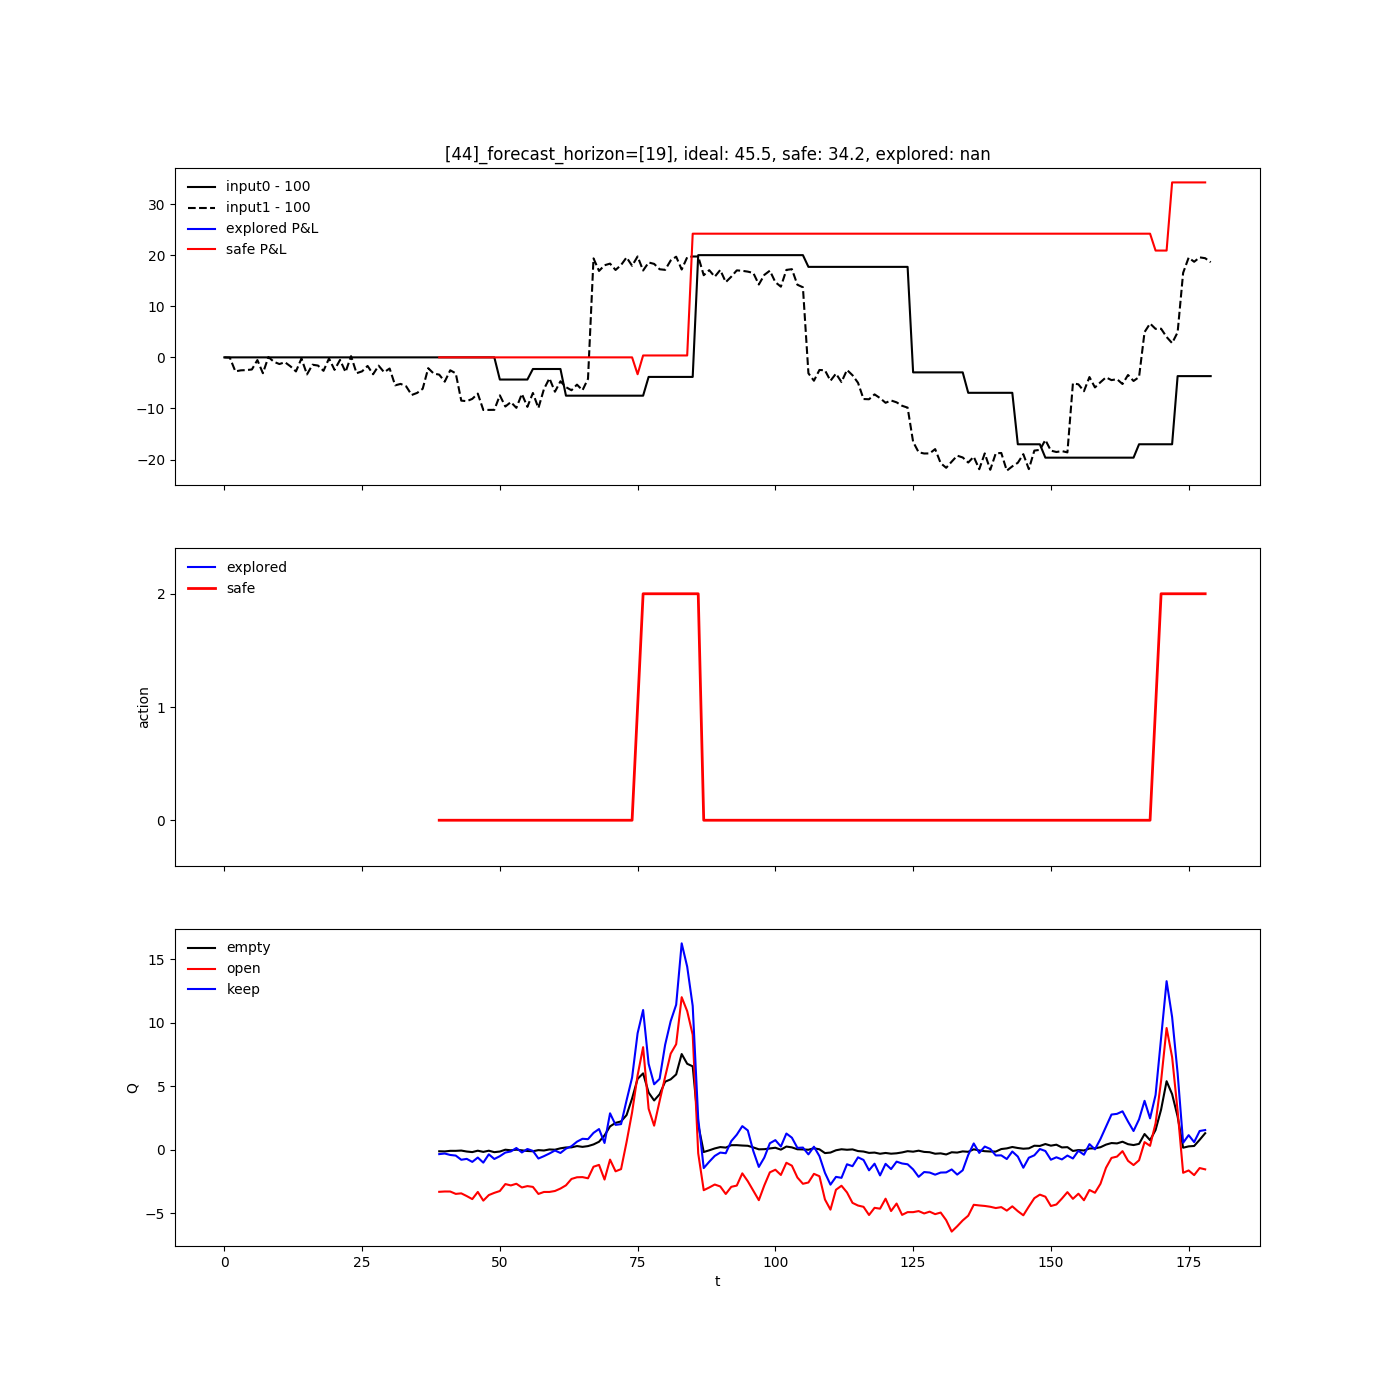 [44]_forecast_horizon=[19], ideal: 45.5, safe: 34.2, explored: nan
input0 - 100
input1 - 100
explored P&L
safe P&L
30
20
10
0
−10
−20
explored
safe
2
1
0
action
empty
open
keep
15
10
5
0
−5
Q
0 25 50 75 100 125 150 175
t